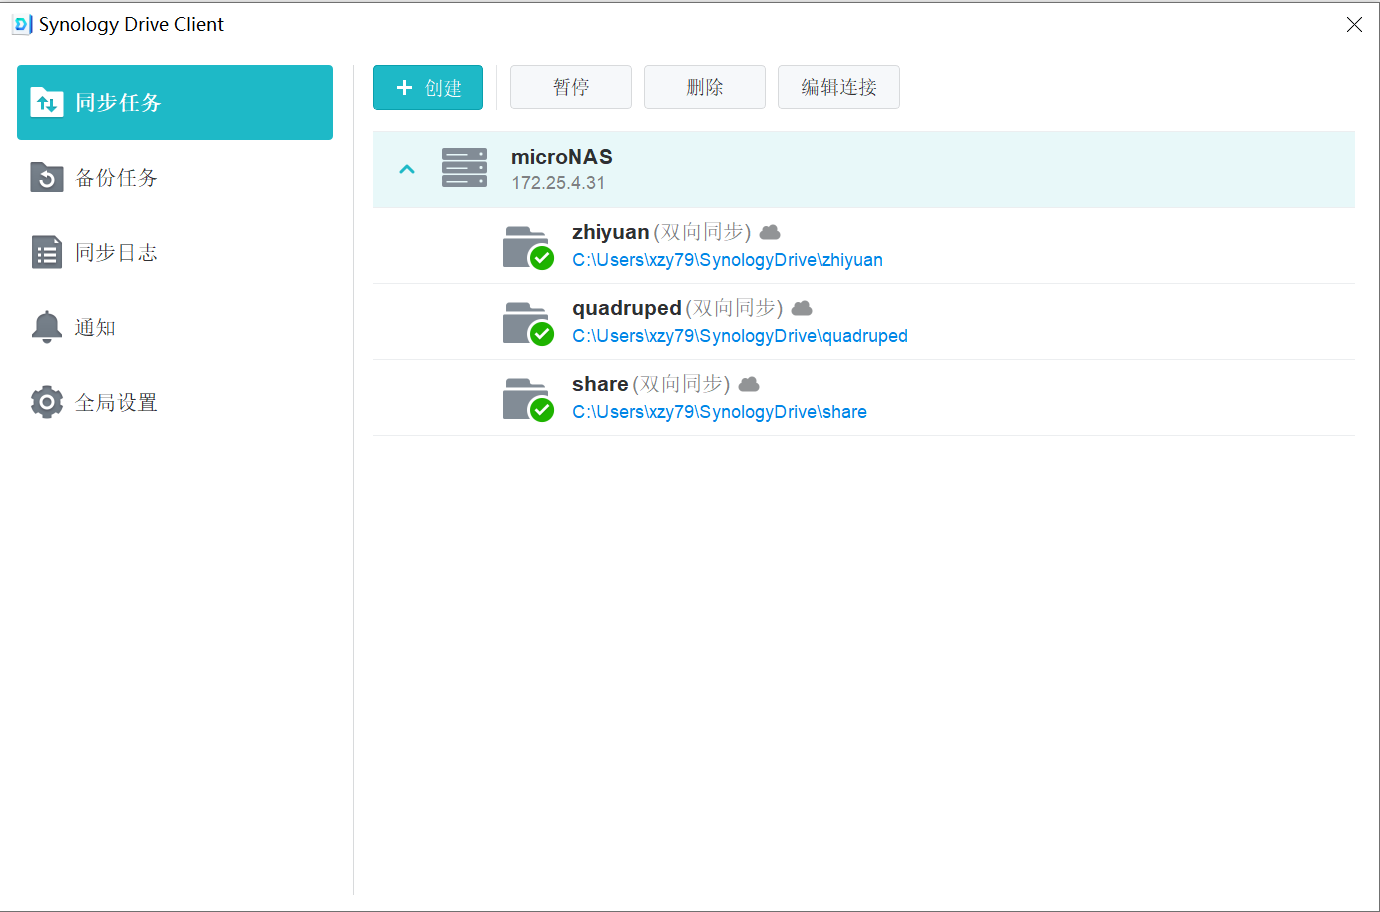 Synology Drive Client
同步任务
备份任务
同步日志
通知
全局设置
创建
暂停
删除
编辑连接
microNAS
172.25.4.31
zhiyuan (双向同步)
C:\Users\xzy79\SynologyDrive\zhiyuan
quadruped (双向同步)
C:\Users\xzy79\SynologyDrive\quadruped
share (双向同步)
C:\Users\xzy79\SynologyDrive\share